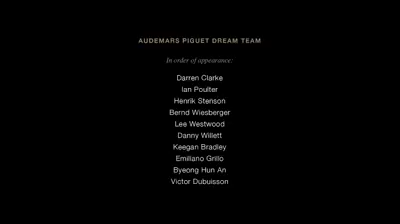 AUDEMARS PIGUET DREAM TEAM
In order of appearance:
Darren Clarke
Ian Poulter
Henrik Stenson
Bernd Wiesberger
Lee Westwood
Danny Willett
Keegan Bradley
Emiliano Grillo
Byeong Hun An
Victor Dubuisson